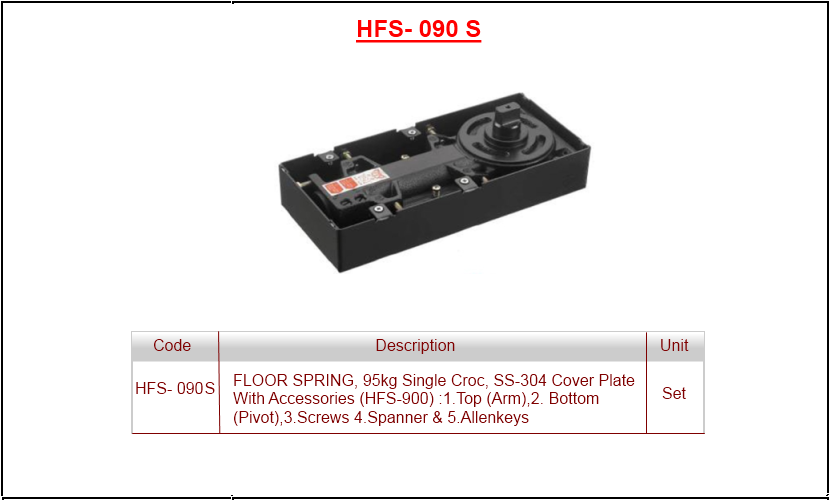 HFS- 090 S
Code Description Unit
HFS- 090S
FLOOR SPRING, 95kg Single Croc, SS-304 Cover Plate
With Accessories (HFS-900) :1.Top (Arm),2. Bottom
(Pivot),3.Screws 4.Spanner & 5.Allenkeys
Set